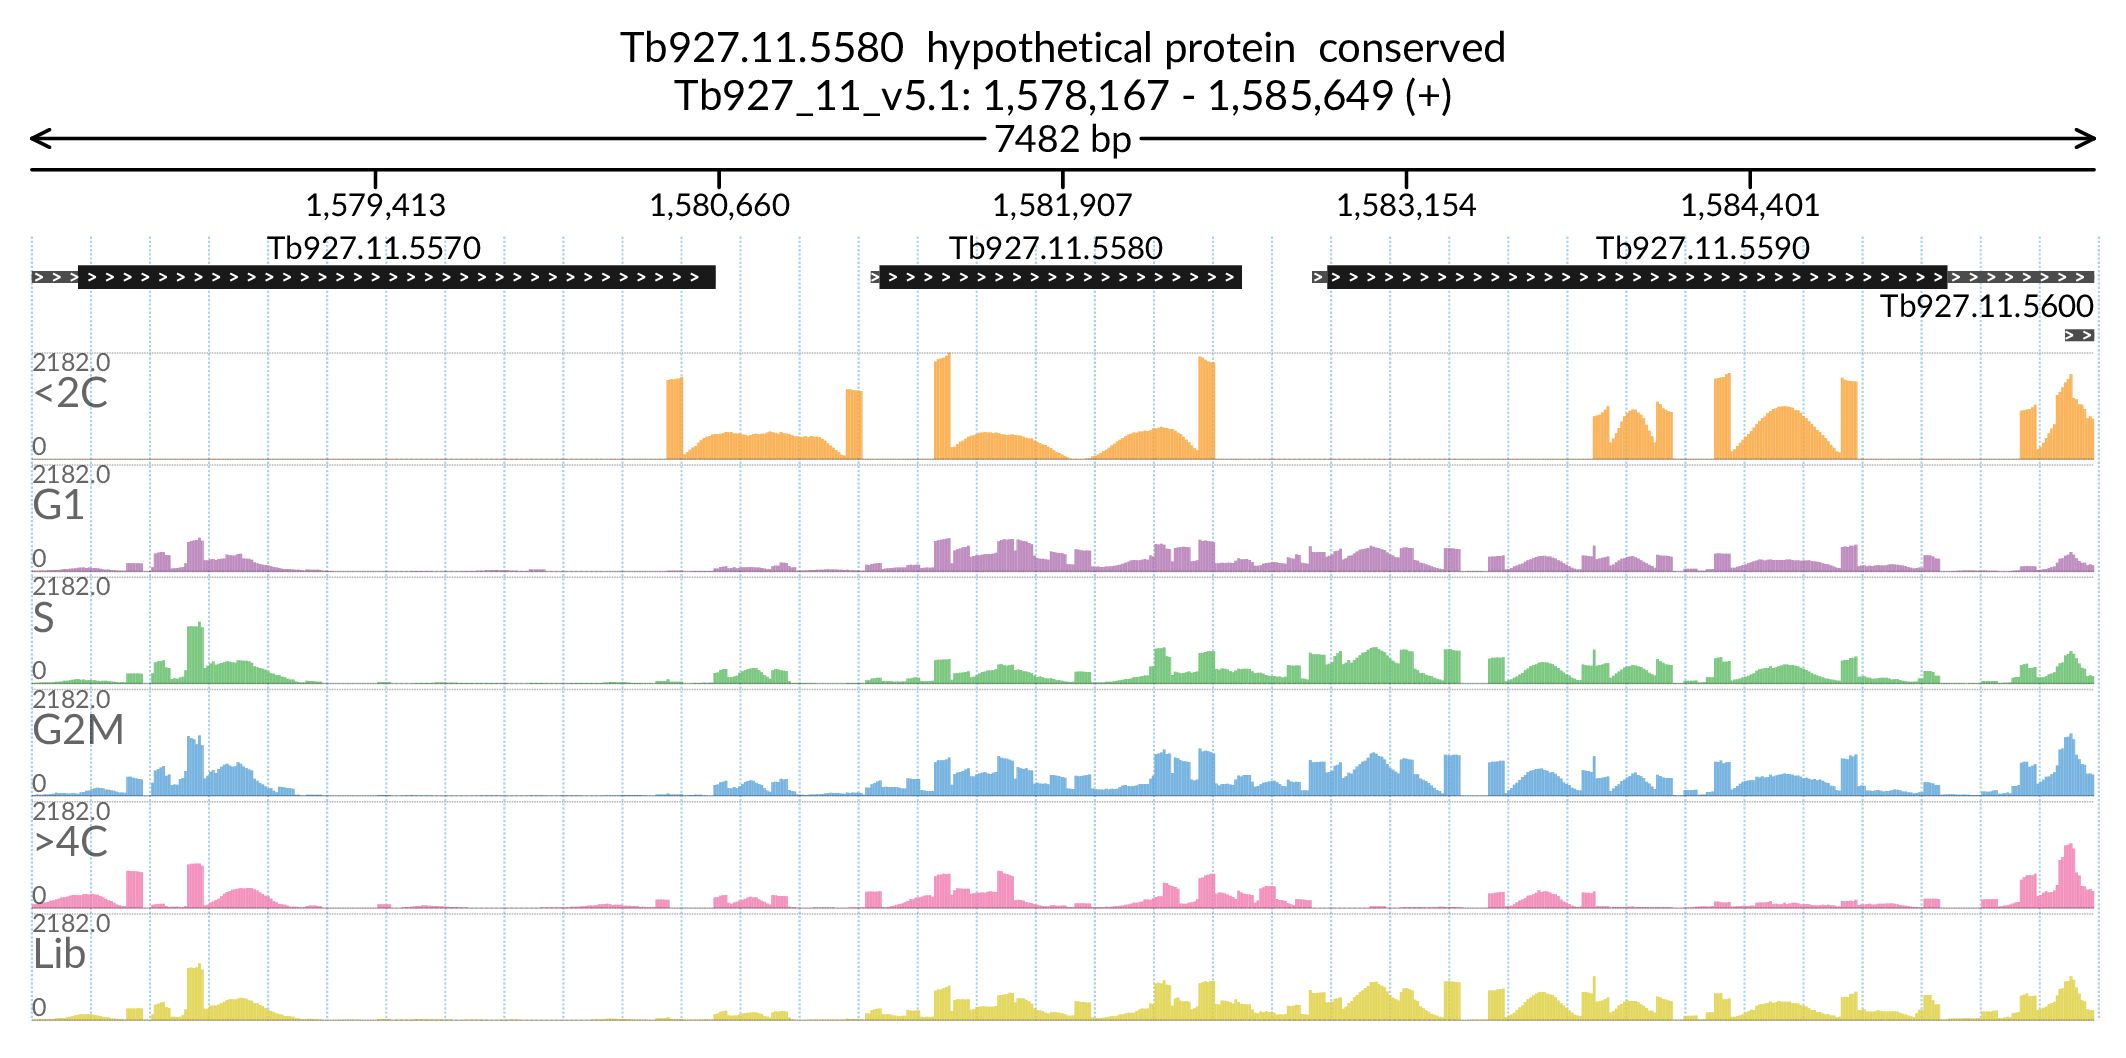 Tb927.11.5580  hypothetical protein  conserved
Tb927_11_v5.1: 1,578,167 - 1,585,649 (+)
7482 bp
1,579,413 1,580,660 1,581,907 1,583,154 1,584,401
Tb927.11.5570 Tb927.11.5580 Tb927.11.5590
Tb927.11.5600
2182.0
<2C
0
2182.0
G1
0
2182.0
S
0
2182.0
G2M
0
2182.0
>4C
0
2182.0
Lib
0